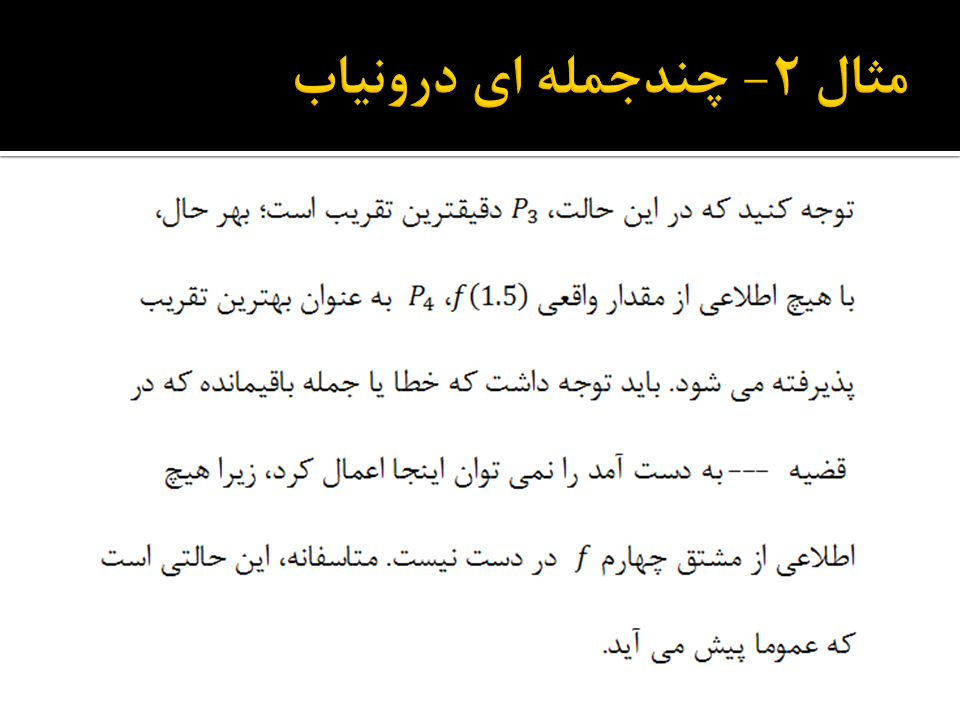 مثال ۲- چندجمله ای درونیاب
توجه کنید که در این حالت، P₃ دقیقترین تقریب است؛ بهر حال،
با هیچ اطلاعی از مقدار واقعی f(1.5)، P₄ به عنوان بهترین تقریب
پذیرفته می شود. باید توجه داشت که خطا یا جمله باقیمانده که در
قضیه --- به دست آمد را نمی توان اینجا اعمال کرد، زیرا هیچ
اطلاعی از مشتق چهارم f در دست نیست. متاسفانه، این حالتی است
که عموما پیش می آید.